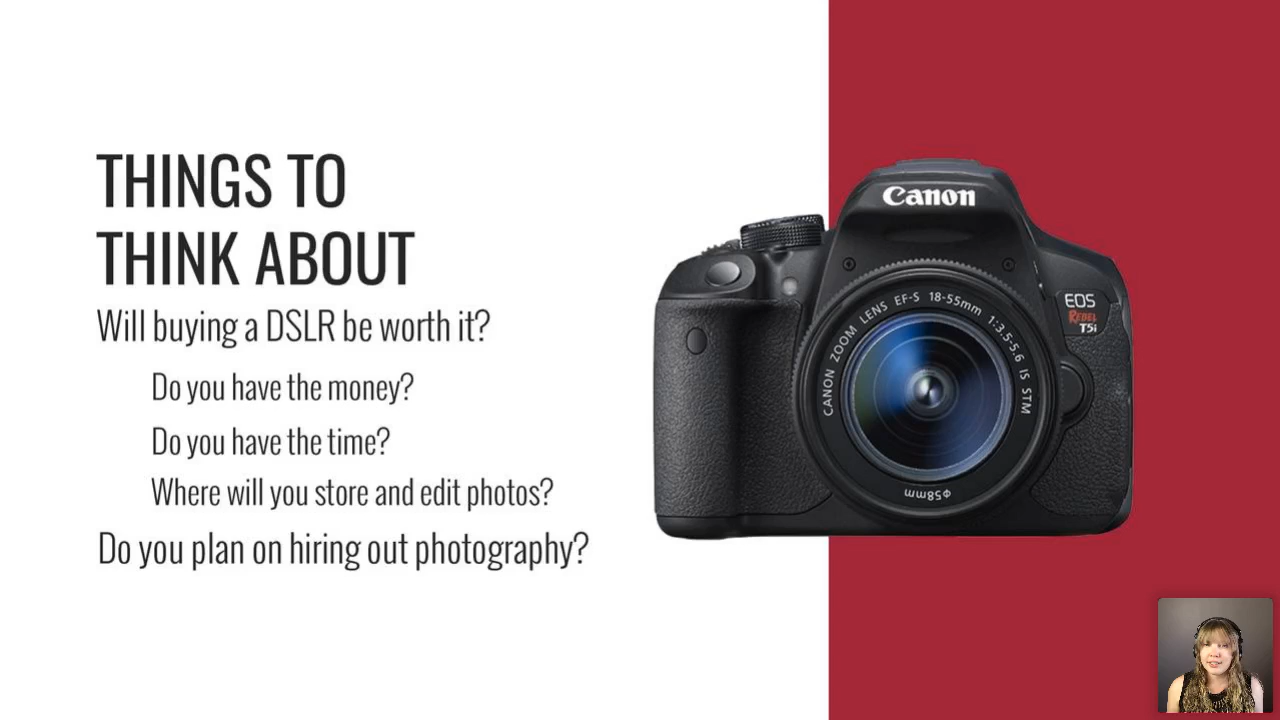 THINGS TO
THINK ABOUT
Will buying a DSLR be worth it?
Do you have the money?
Do you have the time?
Where will you store and edit photos?
Do you plan on hiring out photography?
Canon
EOS
REBEL
T5i
CANON ZOOM LENS EF-S 18-55mm 1:3.5-5.6 IS STM
ϕ58mm